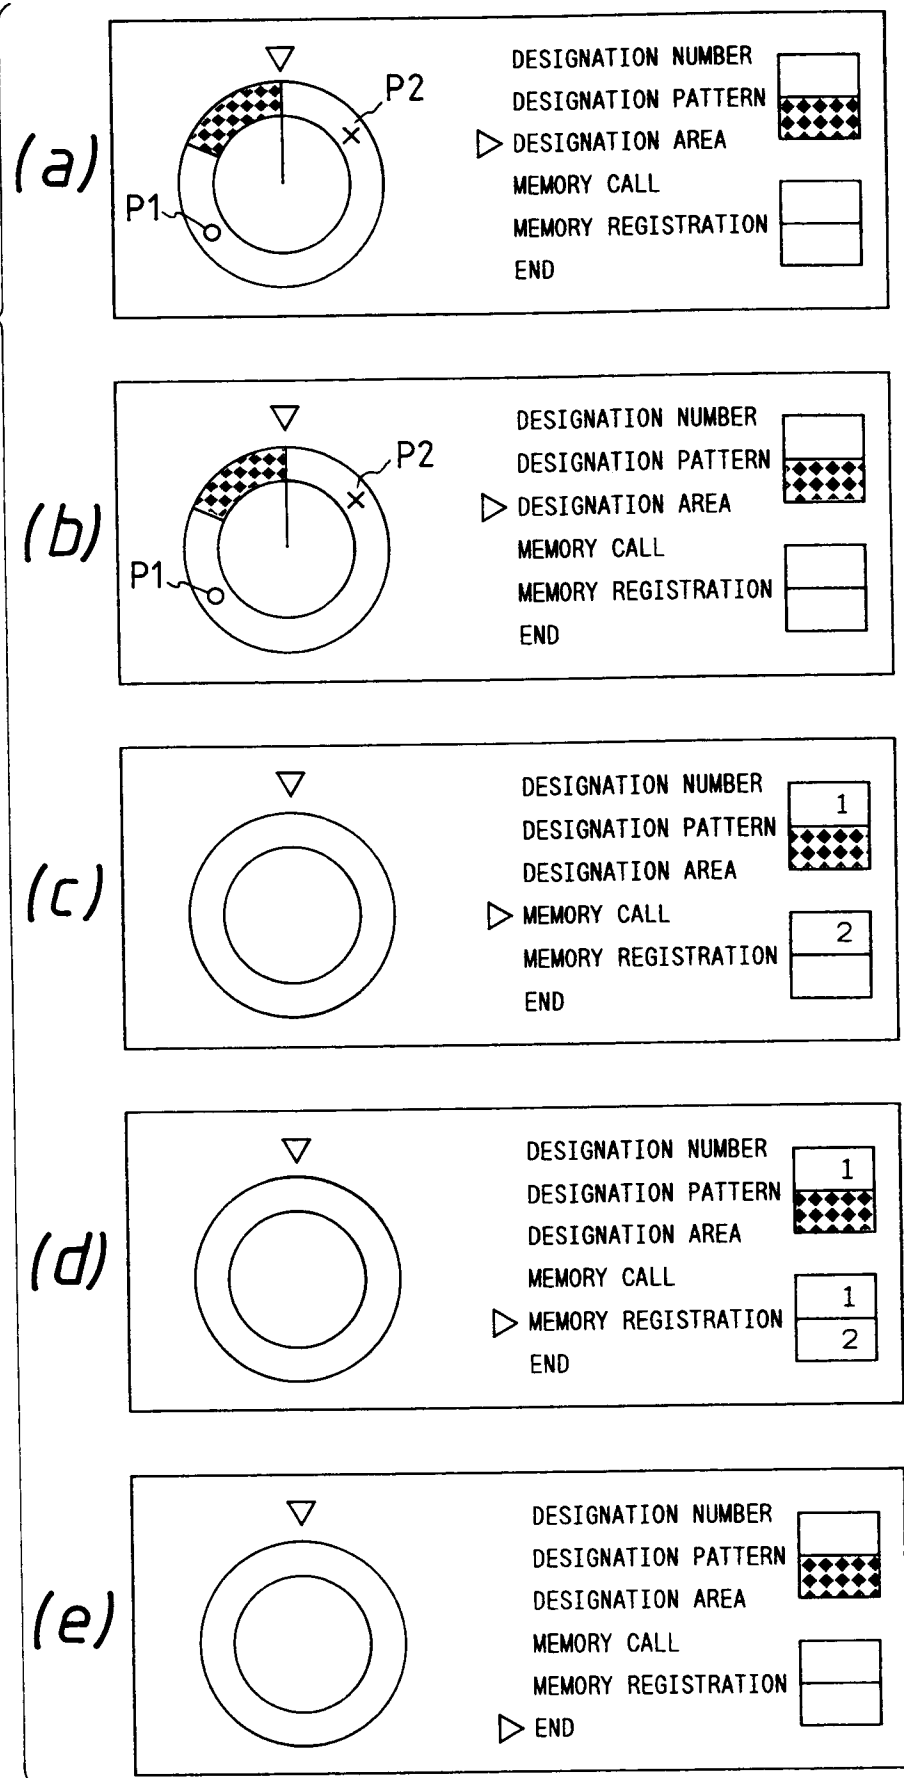 (a)
P1
P2
DESIGNATION NUMBER
DESIGNATION PATTERN
DESIGNATION AREA
MEMORY CALL
MEMORY REGISTRATION
END
(b)
P1
P2
DESIGNATION NUMBER
DESIGNATION PATTERN
DESIGNATION AREA
MEMORY CALL
MEMORY REGISTRATION
END
(c)
DESIGNATION NUMBER 1
DESIGNATION PATTERN
DESIGNATION AREA
MEMORY CALL 2
MEMORY REGISTRATION
END
(d)
DESIGNATION NUMBER 1
DESIGNATION PATTERN
DESIGNATION AREA
MEMORY CALL 1
MEMORY REGISTRATION 2
END
(e)
DESIGNATION NUMBER
DESIGNATION PATTERN
DESIGNATION AREA
MEMORY CALL
MEMORY REGISTRATION
END